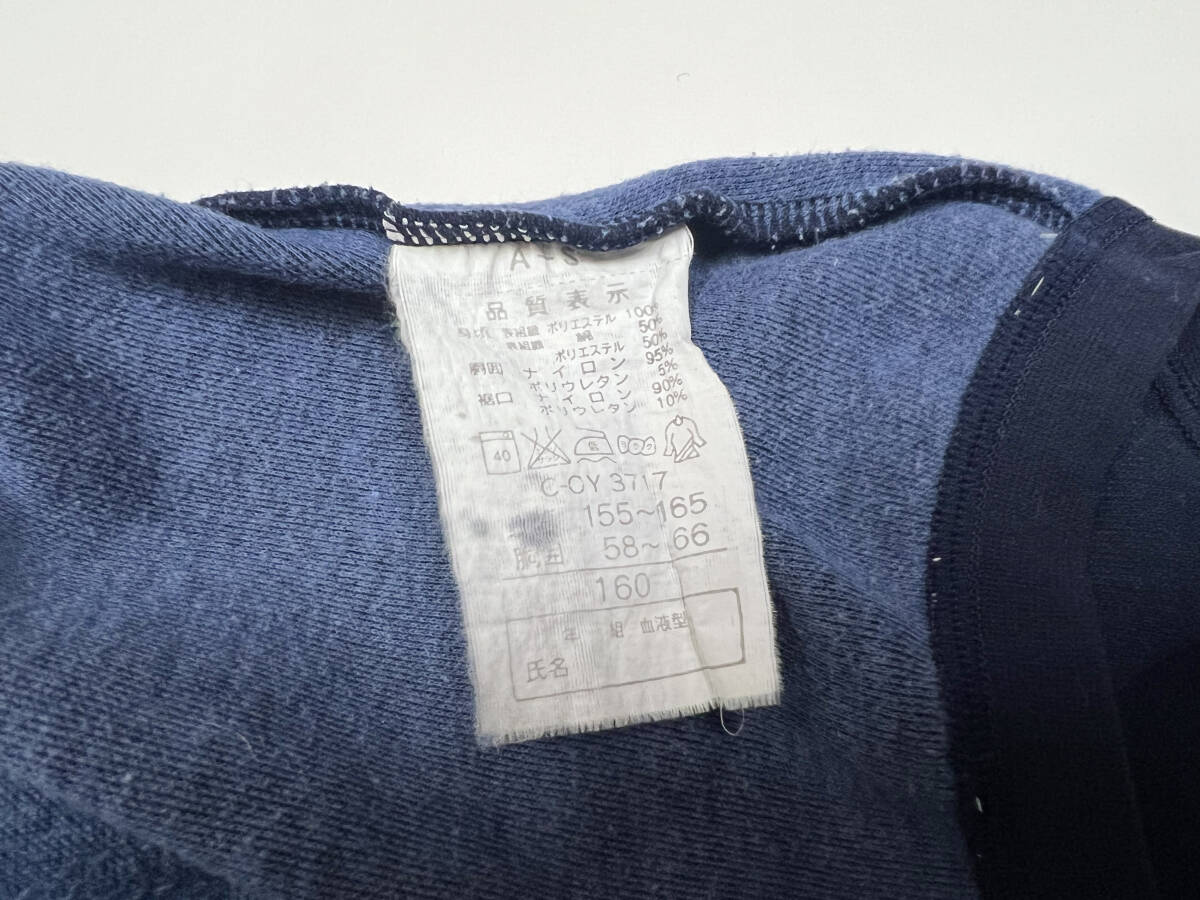 A-S
品質表示
身頃 表組織 ポリエステル 100%
裏組織 綿 50%
ポリエステル 50%
胴囲 ナイロン 95%
ポリウレタン 5%
裾口 ナイロン 90%
ポリウレタン 10%
40
C-CY 3717
155~165
胴囲 58~66
160
年 組 血液型
氏名